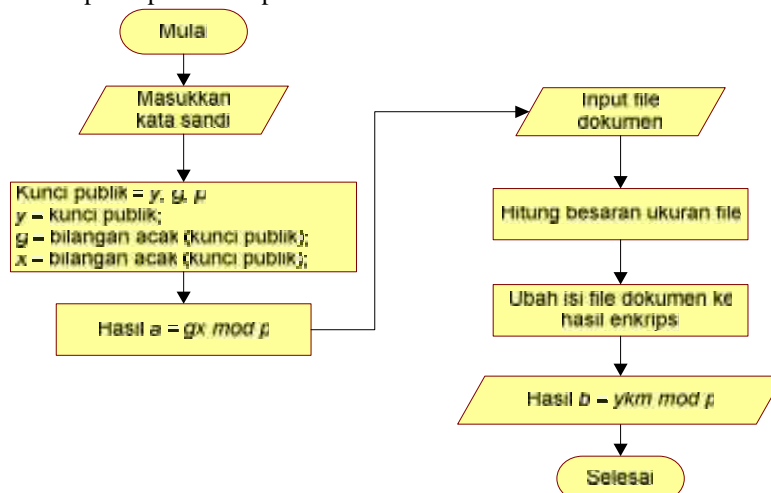 Mulai
Masukkan
kata sandi
Kunci publik = y, g, p
y = kunci publik;
g = bilangan acak (kunci publik);
x = bilangan acak (kunci publik);
Hasil a = gx mod p
Input file
dokumen
Hitung besaran ukuran file
Ubah isi file dokumen ke
hasil enkrips
Hasil b = ykm mod p
Selesai